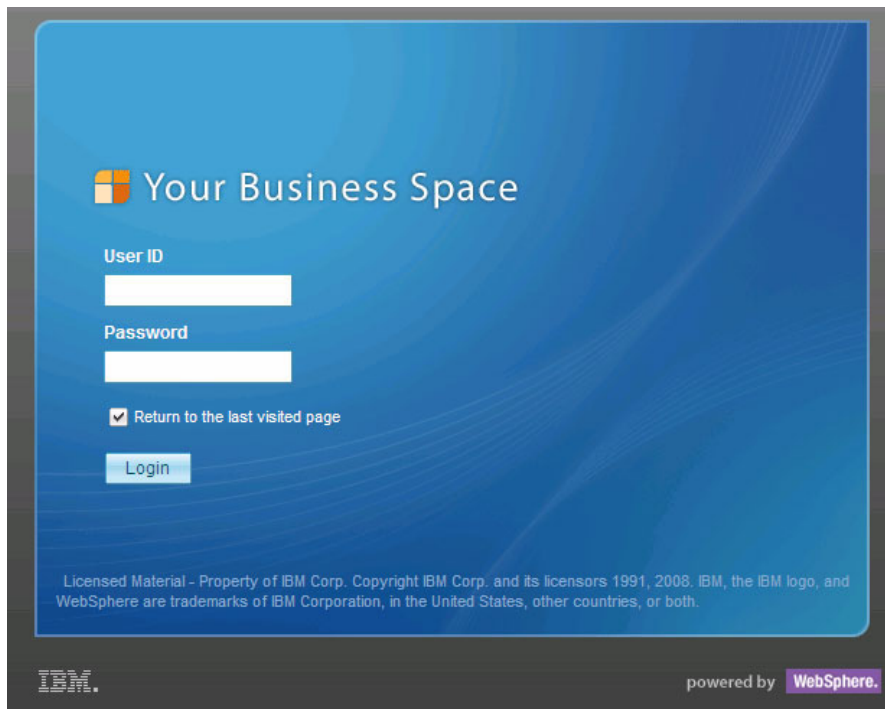 Your Business Space
User ID
Password
Return to the last visited page
Login
Licensed Material - Property of IBM Corp. Copyright IBM Corp. and its licensors 1991, 2008. IBM, the IBM logo, and
WebSphere are trademarks of IBM Corporation, in the United States, other countries, or both.
IBM.
powered by WebSphere.